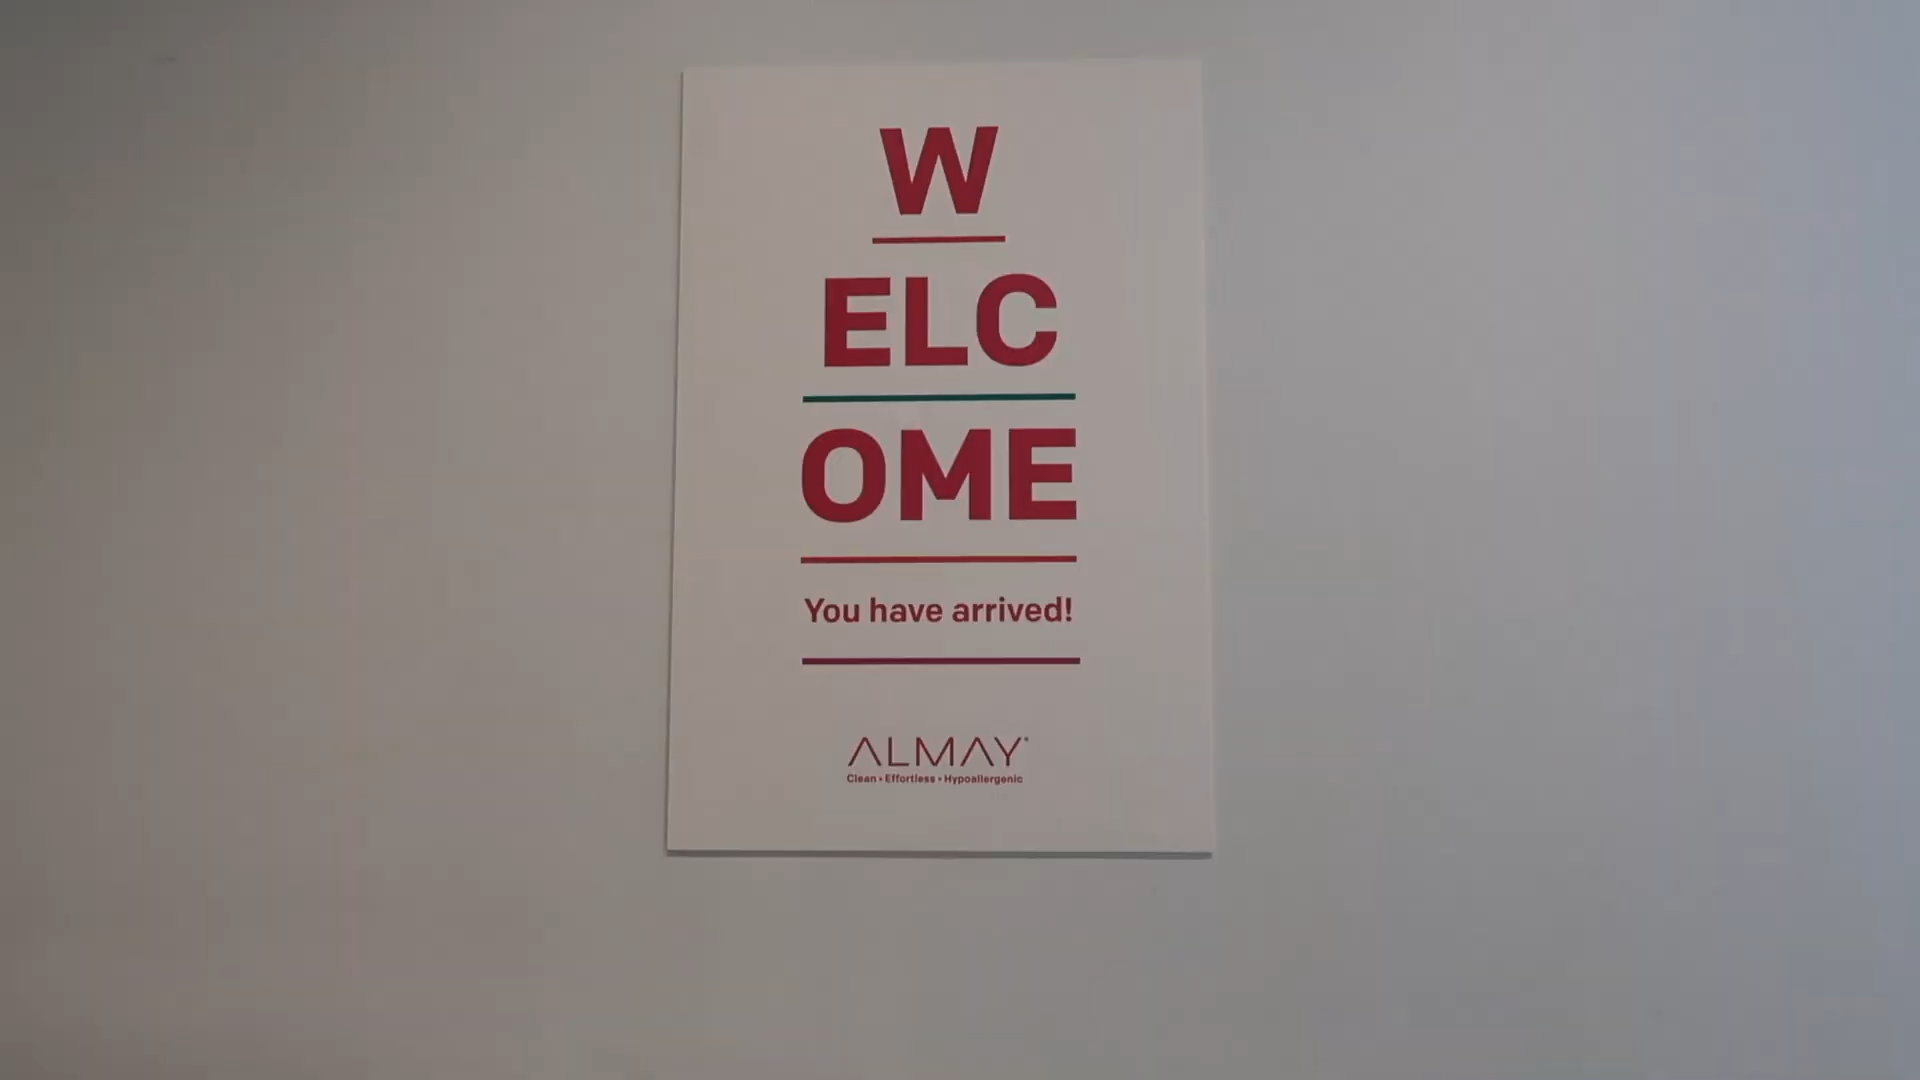 W
ELC
OME
You have arrived!
ALMAY®
Clean • Effortless • Hypoallergenic